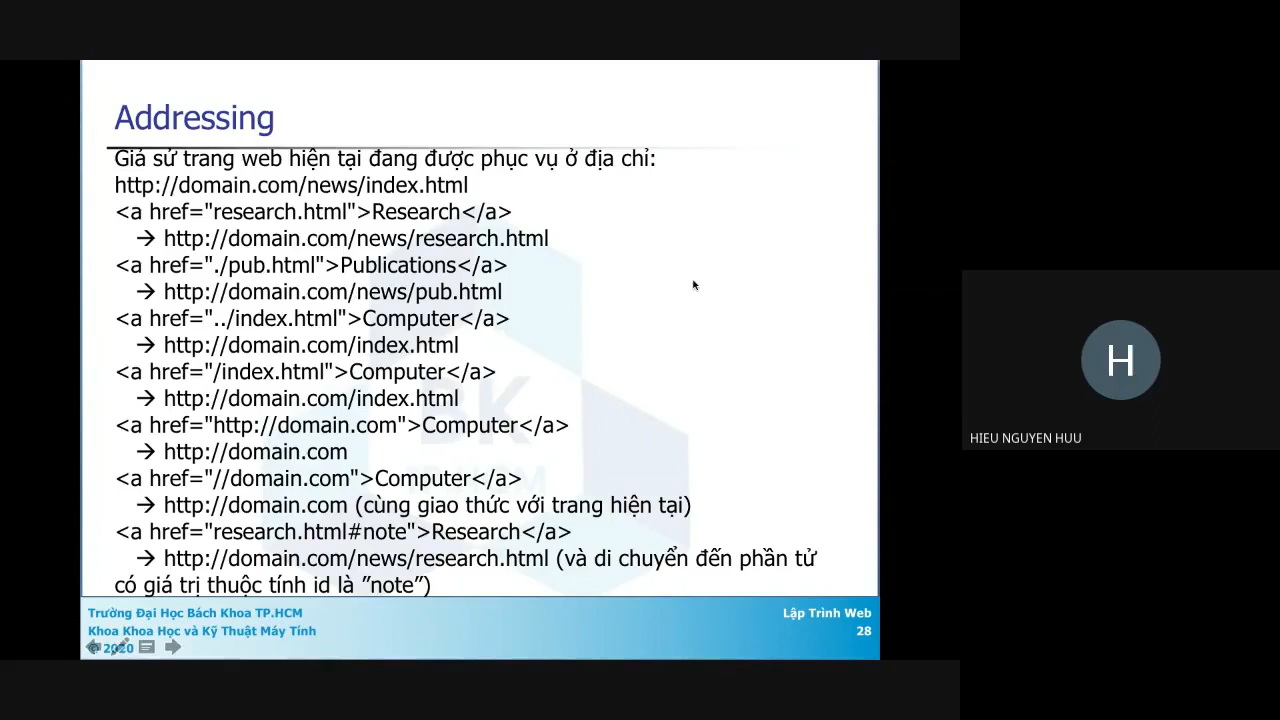 Addressing
Giả sử trang web hiện tại đang được phục vụ ở địa chỉ:
http://domain.com/news/index.html
<a href="research.html">Research</a>
→ http://domain.com/news/research.html
<a href="./pub.html">Publications</a>
→ http://domain.com/news/pub.html
<a href="../index.html">Computer</a>
→ http://domain.com/index.html
<a href="/index.html">Computer</a>
→ http://domain.com/index.html
<a href="http://domain.com">Computer</a>
→ http://domain.com
<a href="//domain.com">Computer</a>
→ http://domain.com (cùng giao thức với trang hiện tại)
<a href="research.html#note">Research</a>
→ http://domain.com/news/research.html (và di chuyển đến phần tử
có giá trị thuộc tính id là ”note”)
BK
TP.HCM
Trường Đại Học Bách Khoa TP.HCM
Khoa Khoa Học và Kỹ Thuật Máy Tính
© 2020
Lập Trình Web
28
H
HIEU NGUYEN HUU